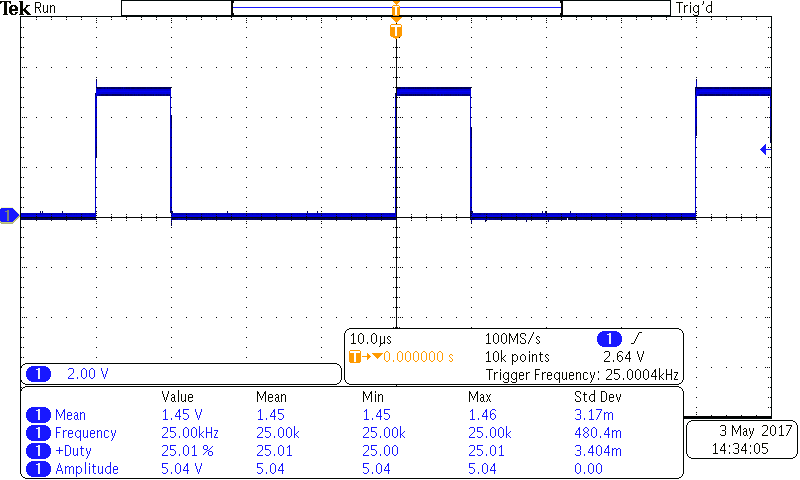 Tek Run Trig'd
T
T
1
10.0µs 100MS/s 1
T 0.000000 s 10k points 2.64 V
Trigger Frequency: 25.0004kHz
1 2.00 V
Value Mean Min Max Std Dev
1 Mean 1.45 V 1.45 1.45 1.46 3.17m
1 Frequency 25.00kHz 25.00k 25.00k 25.00k 480.4m
1 +Duty 25.01 % 25.01 25.00 25.01 3.404m
1 Amplitude 5.04 V 5.04 5.04 5.04 0.00
3 May 2017
14:34:05